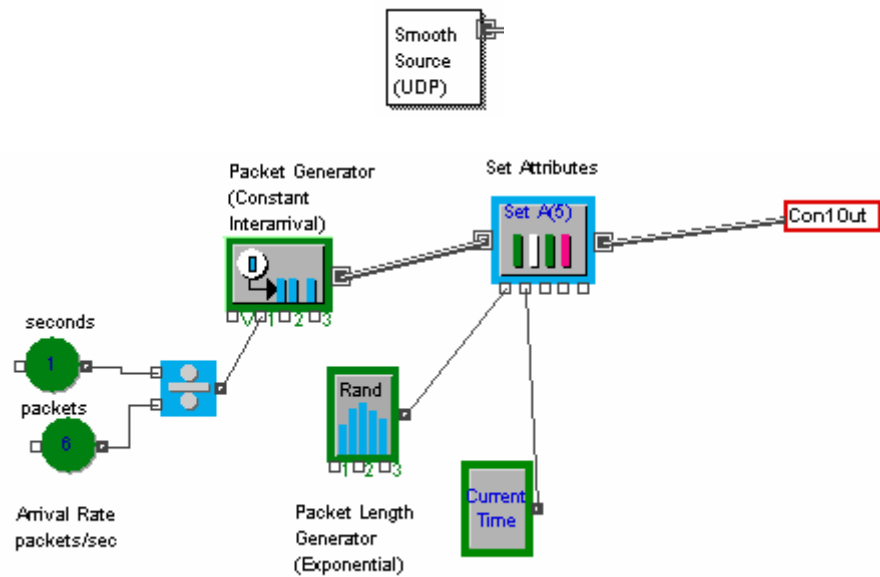 Smooth
Source
(UDP)
Packet Generator
(Constant
Interarrival)
Set Attributes
Set A(5)
Con1Out
V 1 2 3
seconds
1
packets
6
Rand
1 2 3
Current
Time
Arrival Rate
packets/sec
Packet Length
Generator
(Exponential)